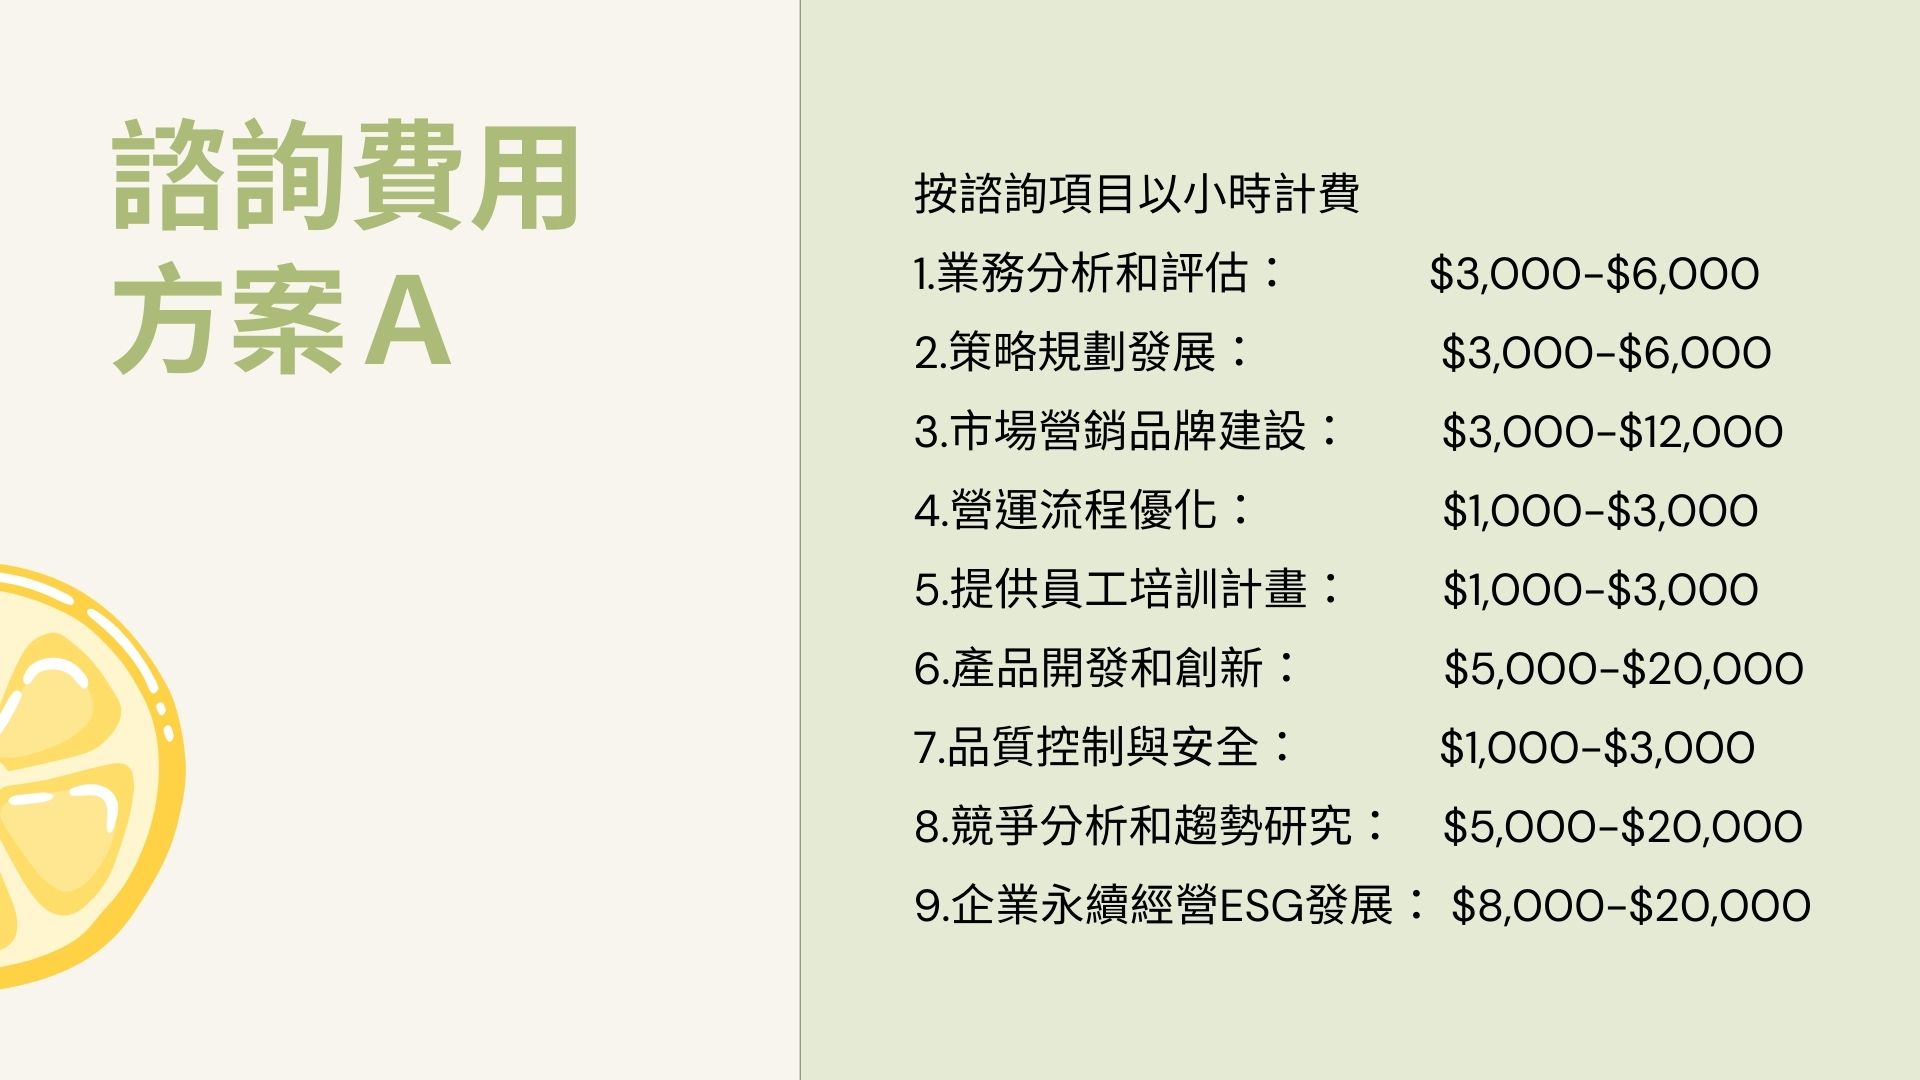 諮詢費用
方案A
按諮詢項目以小時計費
1.業務分析和評估： $3,000-$6,000
2.策略規劃發展： $3,000-$6,000
3.市場營銷品牌建設： $3,000-$12,000
4.營運流程優化： $1,000-$3,000
5.提供員工培訓計畫： $1,000-$3,000
6.產品開發和創新： $5,000-$20,000
7.品質控制與安全： $1,000-$3,000
8.競爭分析和趨勢研究： $5,000-$20,000
9.企業永續經營ESG發展： $8,000-$20,000